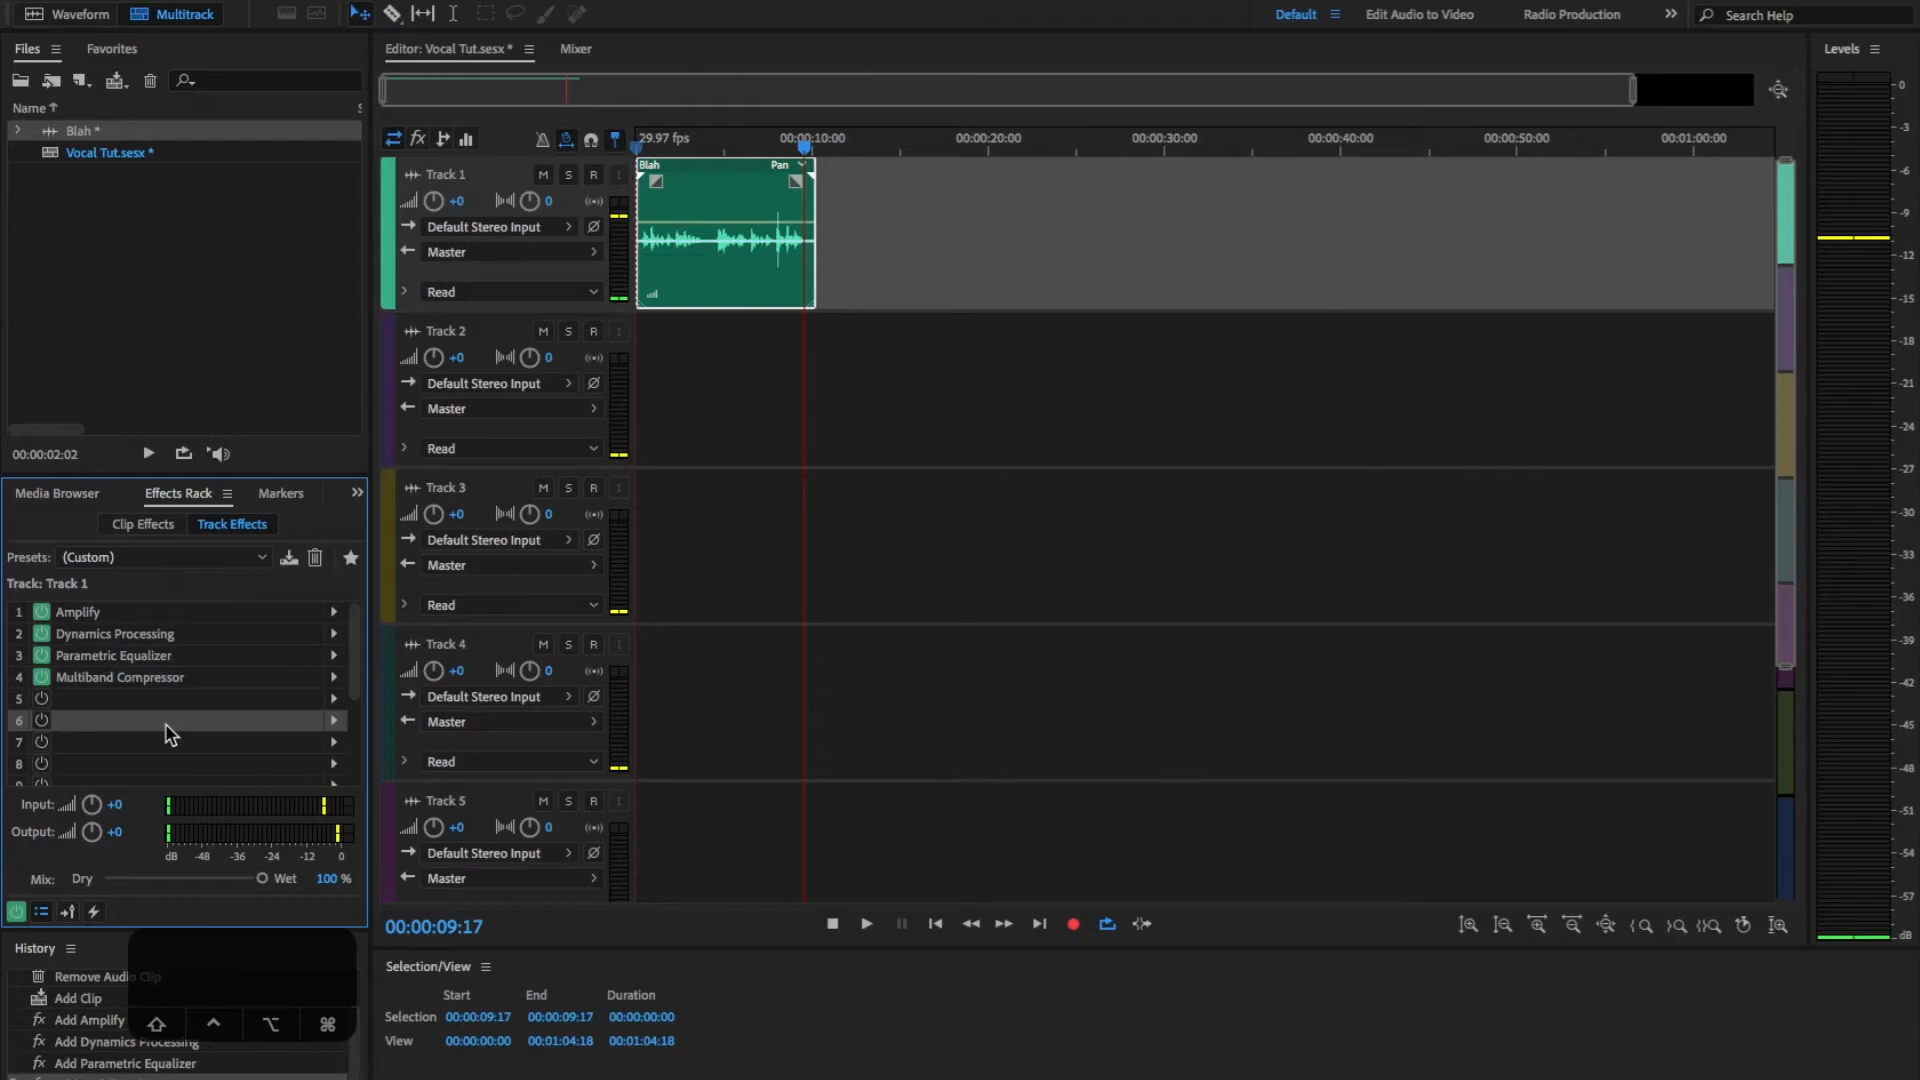 Waveform Multitrack Default Edit Audio to Video Radio Production Search Help
Files Favorites Editor: Vocal Tut.sesx * Mixer Levels
Name
Blah *
Vocal Tut.sesx *
29.97 fps 00:00:10:00 00:00:20:00 00:00:30:00 00:00:40:00 00:00:50:00 00:01:00:00
Blah Pan
Track 1 M S R I
+0 0
Default Stereo Input
Master
Read
Track 2 M S R I
+0 0
Default Stereo Input
Master
Read
Track 3 M S R I
+0 0
Default Stereo Input
Master
Read
Track 4 M S R I
+0 0
Default Stereo Input
Master
Read
Track 5 M S R I
+0 0
Default Stereo Input
Master
00:00:02:02
Media Browser Effects Rack Markers
Clip Effects Track Effects
Presets: (Custom)
Track: Track 1
1 Amplify
2 Dynamics Processing
3 Parametric Equalizer
4 Multiband Compressor
5
6
7
8
Input: +0
Output: +0
dB -48 -36 -24 -12 0
Mix: Dry Wet 100 %
History
Remove Audio Clip
Add Clip
Add Amplify
Add Dynamics Processing
Add Parametric Equalizer
00:00:09:17
Selection/View
Start End Duration
Selection 00:00:09:17 00:00:09:17 00:00:00:00
View 00:00:00:00 00:01:04:18 00:01:04:18
0
-3
-6
-9
-12
-15
-18
-21
-24
-27
-30
-33
-36
-39
-42
-45
-48
-51
-54
-57
dB